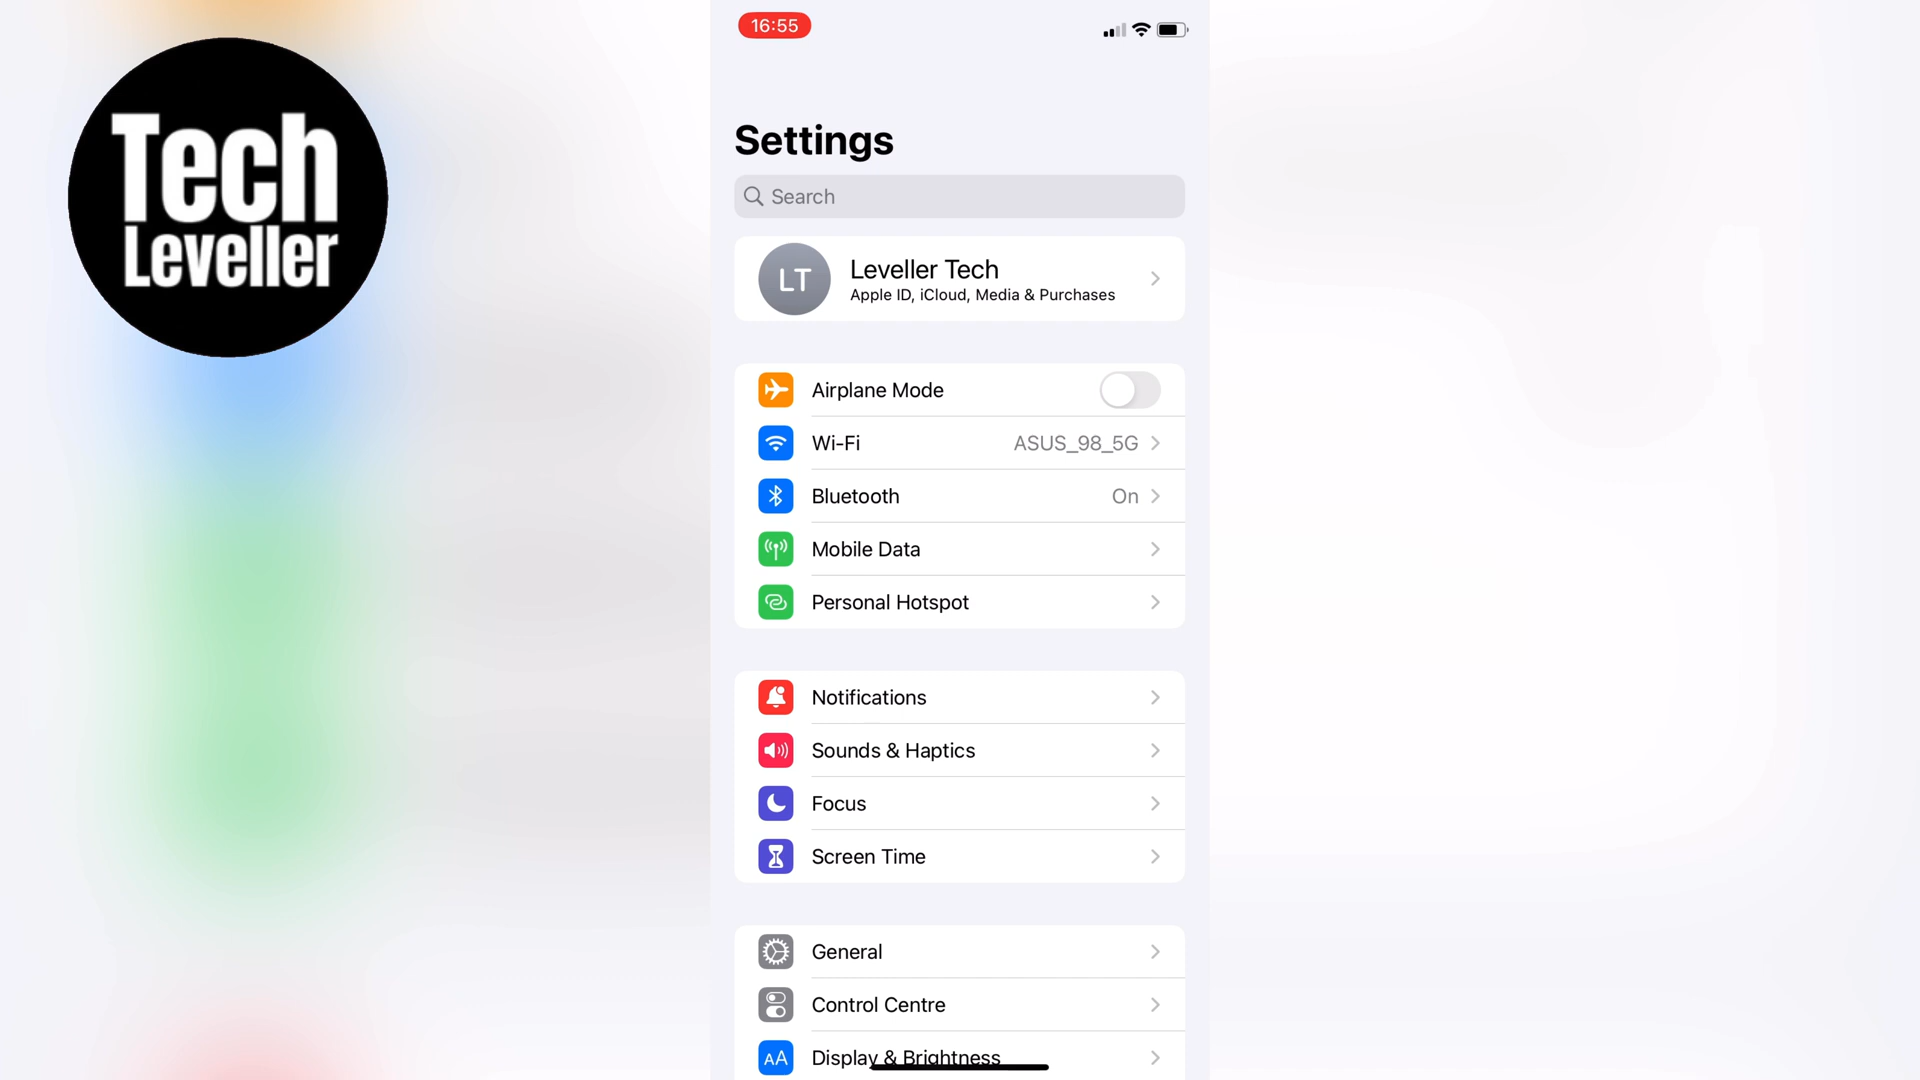 Tech
Leveller
16:55
Settings
Search
LT
Leveller Tech
Apple ID, iCloud, Media & Purchases
Airplane Mode
Wi-Fi ASUS_98_5G
Bluetooth On
Mobile Data
Personal Hotspot
Notifications
Sounds & Haptics
Focus
Screen Time
General
Control Centre
AA Display & Brightness